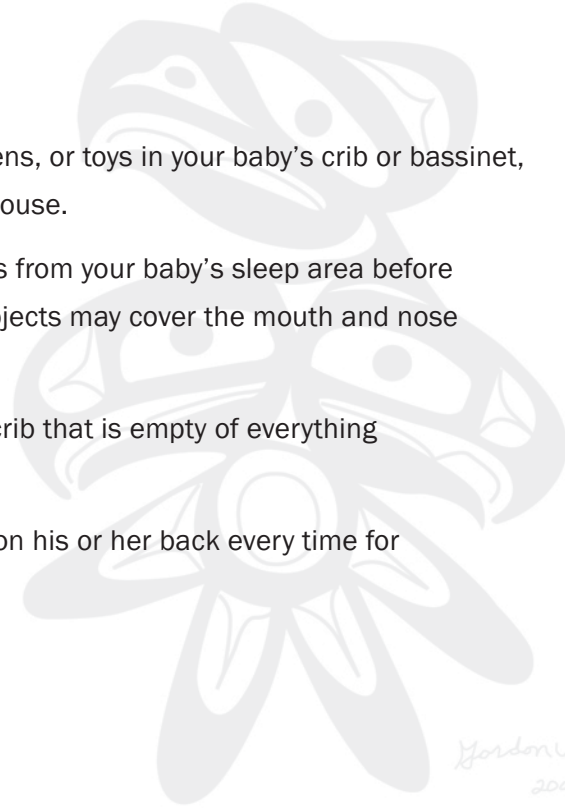 ens, or toys in your baby’s crib or bassinet,
ouse.
s from your baby’s sleep area before
jects may cover the mouth and nose
crib that is empty of everything
on his or her back every time for
Gordon